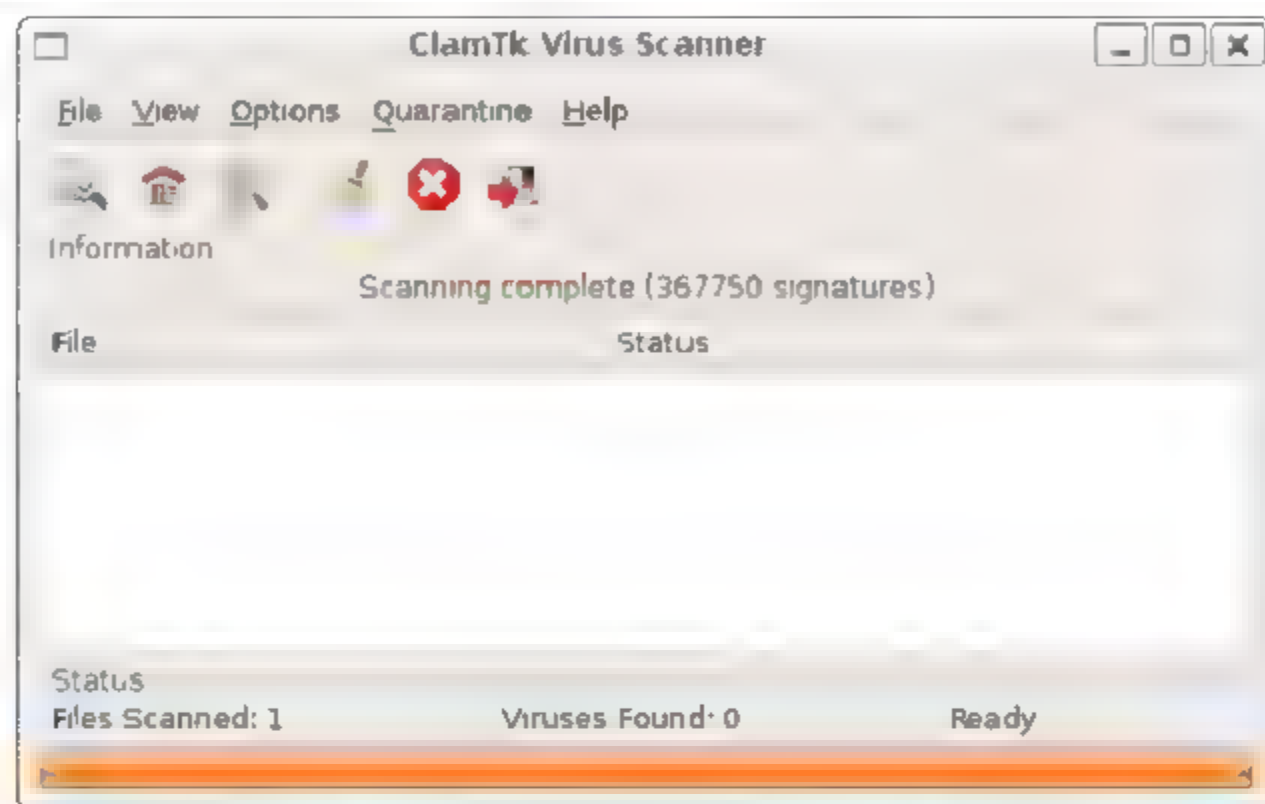 ClamTk Virus Scanner
File View Options Quarantine Help
Information
Scanning complete (367750 signatures)
File Status
Status
Files Scanned: 1 Viruses Found: 0 Ready